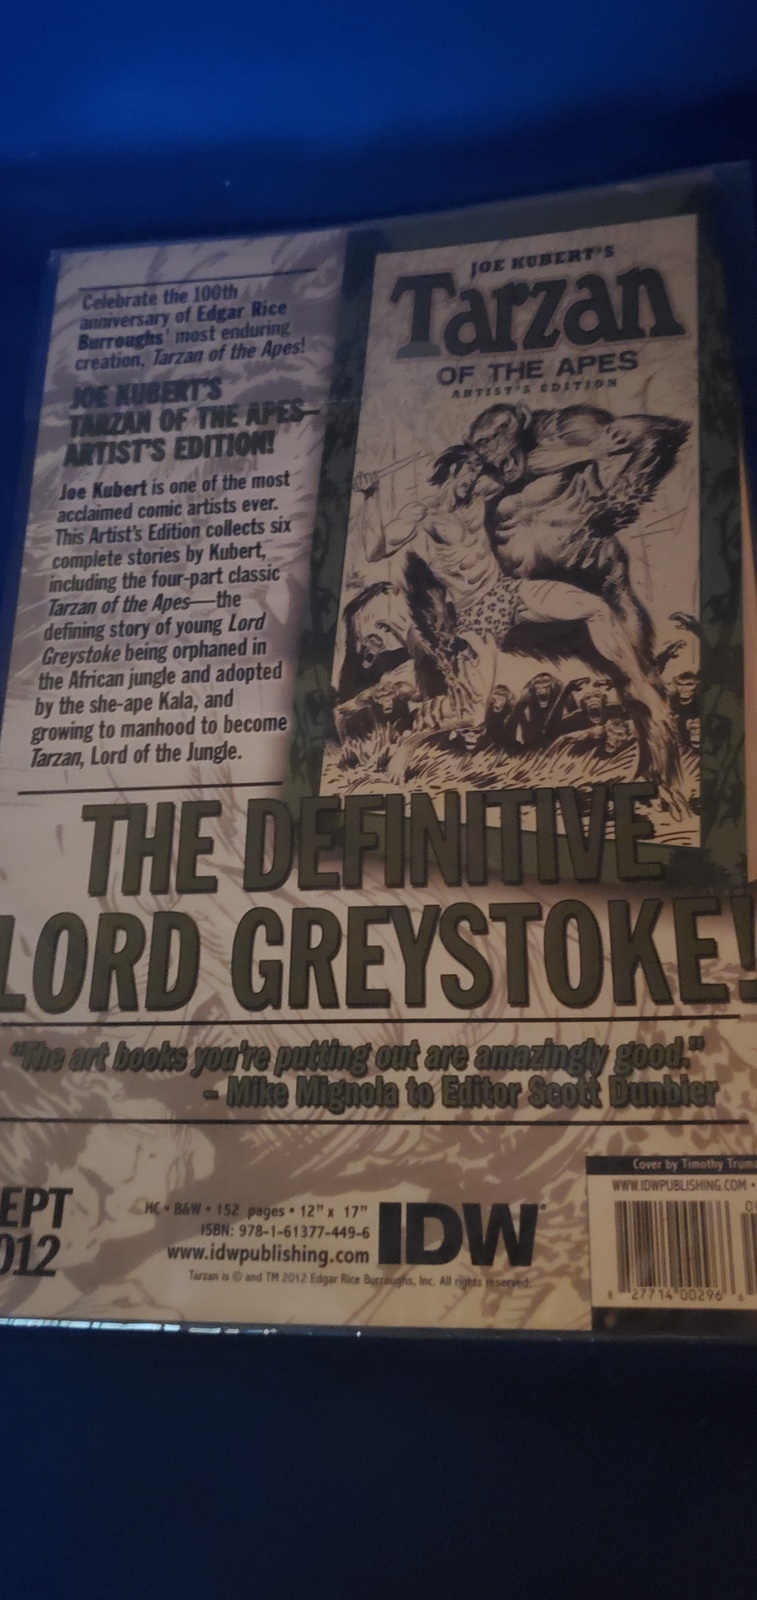 Celebrate the 100th
anniversary of Edgar Rice
Burroughs' most enduring
creation, Tarzan of the Apes!
JOE KUBERT'S
TARZAN OF THE APES—
ARTIST'S EDITION!
Joe Kubert is one of the most
acclaimed comic artists ever.
This Artist's Edition collects six
complete stories by Kubert,
including the four-part classic
Tarzan of the Apes—the
defining story of young Lord
Greystoke being orphaned in
the African jungle and adopted
by the she-ape Kala, and
growing to manhood to become
Tarzan, Lord of the Jungle.
JOE KUBERT'S
Tarzan
OF THE APES
ARTIST'S EDITION
THE DEFINITIVE
LORD GREYSTOKE!
"The art books you're putting out are amazingly good."
– Mike Mignola to Editor Scott Dunbier
EPT
012
HC • B&W • 152 pages • 12" x 17"
ISBN: 978-1-61377-449-6
www.idwpublishing.com
Tarzan is © and TM 2012 Edgar Rice Burroughs, Inc. All rights reserved.
IDW
Cover by Timothy Trum
WWW.IDWPUBLISHING.COM •
8 27714 00296 6